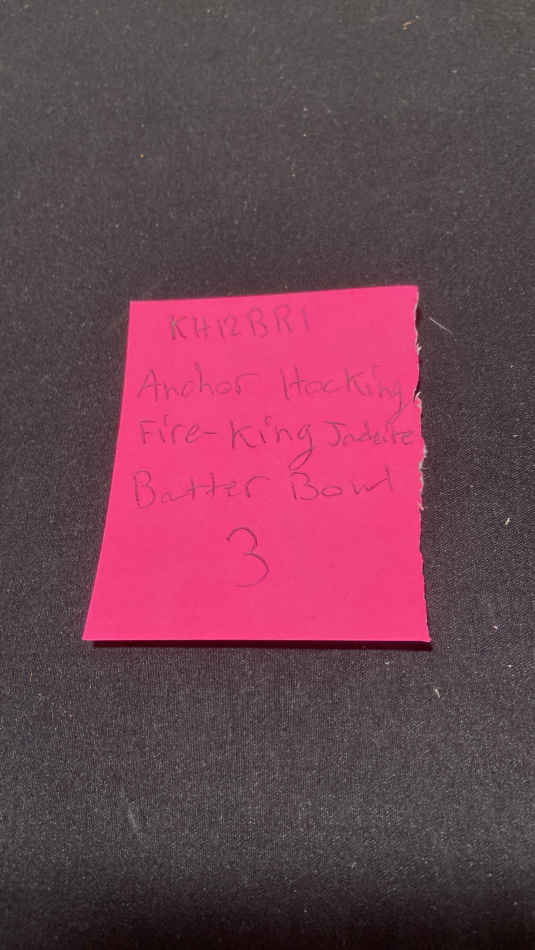 KH12BR1
Anchor Hocking
Fire-King Jadeite
Batter Bowl
3